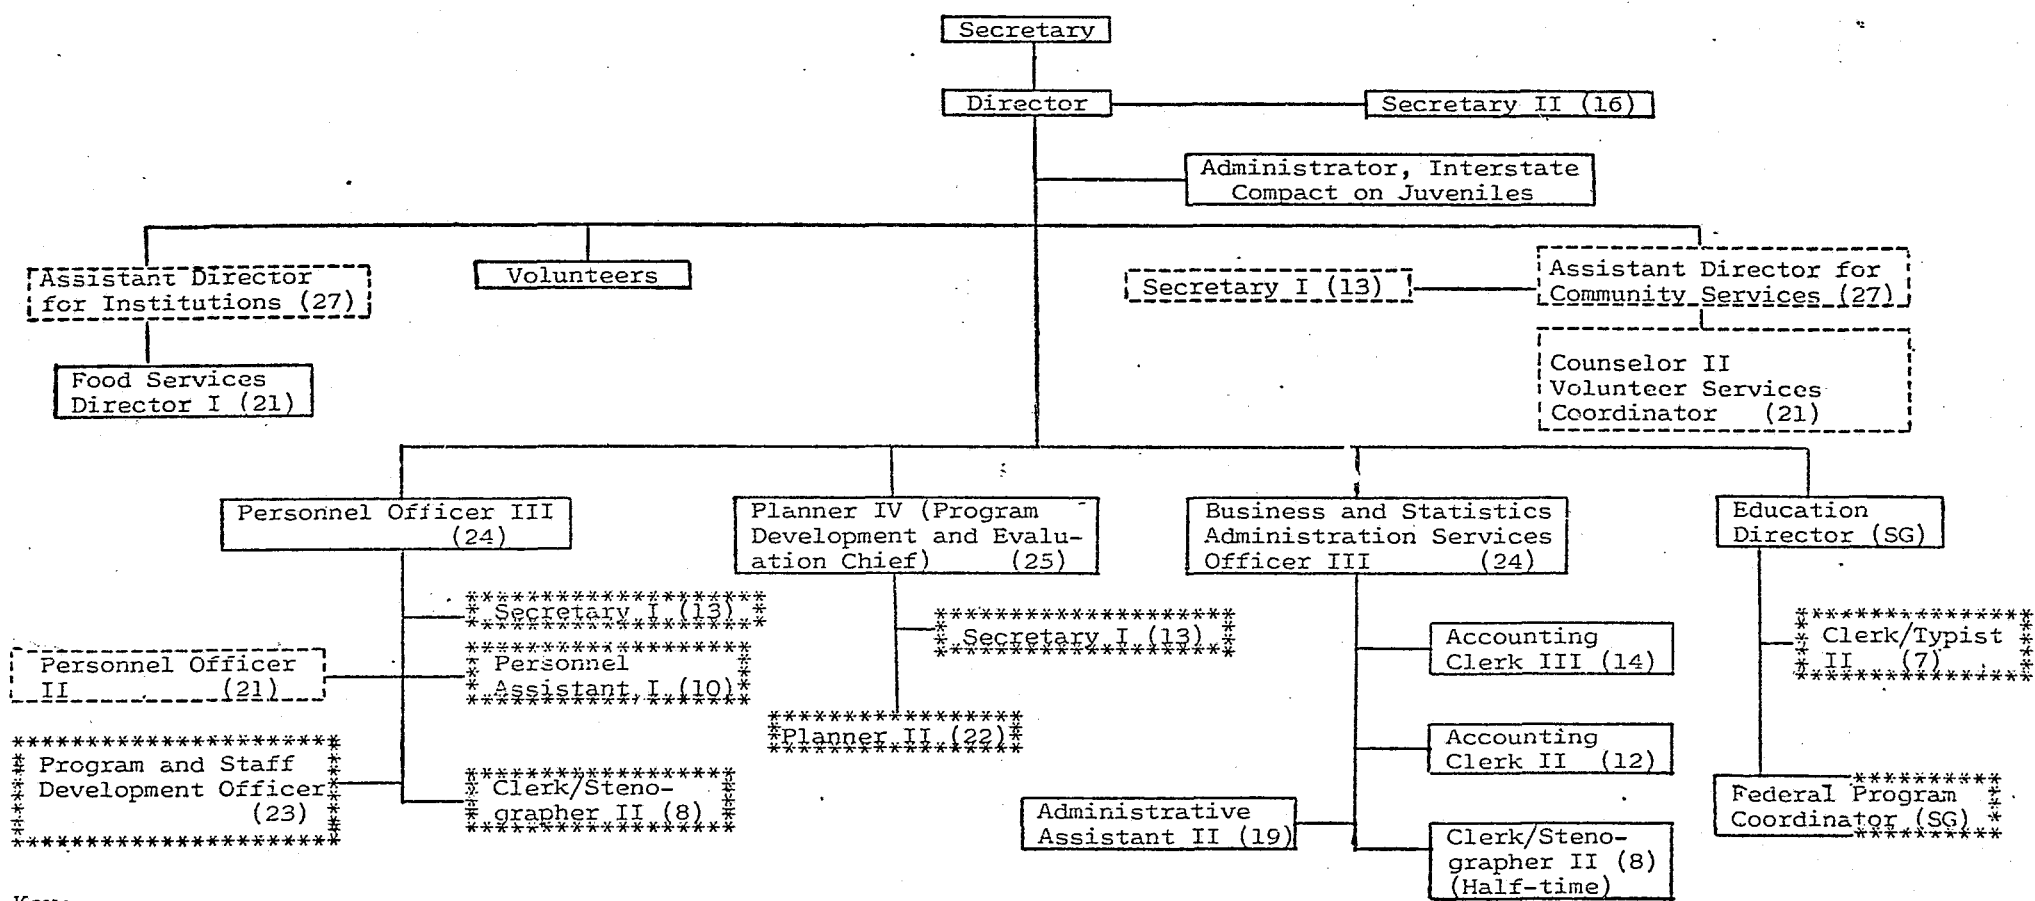 Secretary
Director
Secretary II (16)
Administrator, Interstate
Compact on Juveniles
Assistant Director
for Institutions (27)
Volunteers
Secretary I (13)
Assistant Director for
Community Services (27)
Food Services
Director I (21)
Counselor II
Volunteer Services
Coordinator (21)
Personnel Officer III
(24)
Planner IV (Program
Development and Evalu-
ation Chief) (25)
Business and Statistics
Administration Services
Officer III (24)
Education
Director (SG)
Secretary I (13)
Personnel Officer
II (21)
Personnel
Assistant I (10)
Program and Staff
Development Officer
(23)
Clerk/Steno-
grapher II (8)
Secretary I (13)
Planner II (22)
Accounting
Clerk III (14)
Accounting
Clerk II (12)
Administrative
Assistant II (19)
Clerk/Steno-
grapher II (8)
(Half-time)
Clerk/Typist
II (7)
Federal Program
Coordinator (SG)